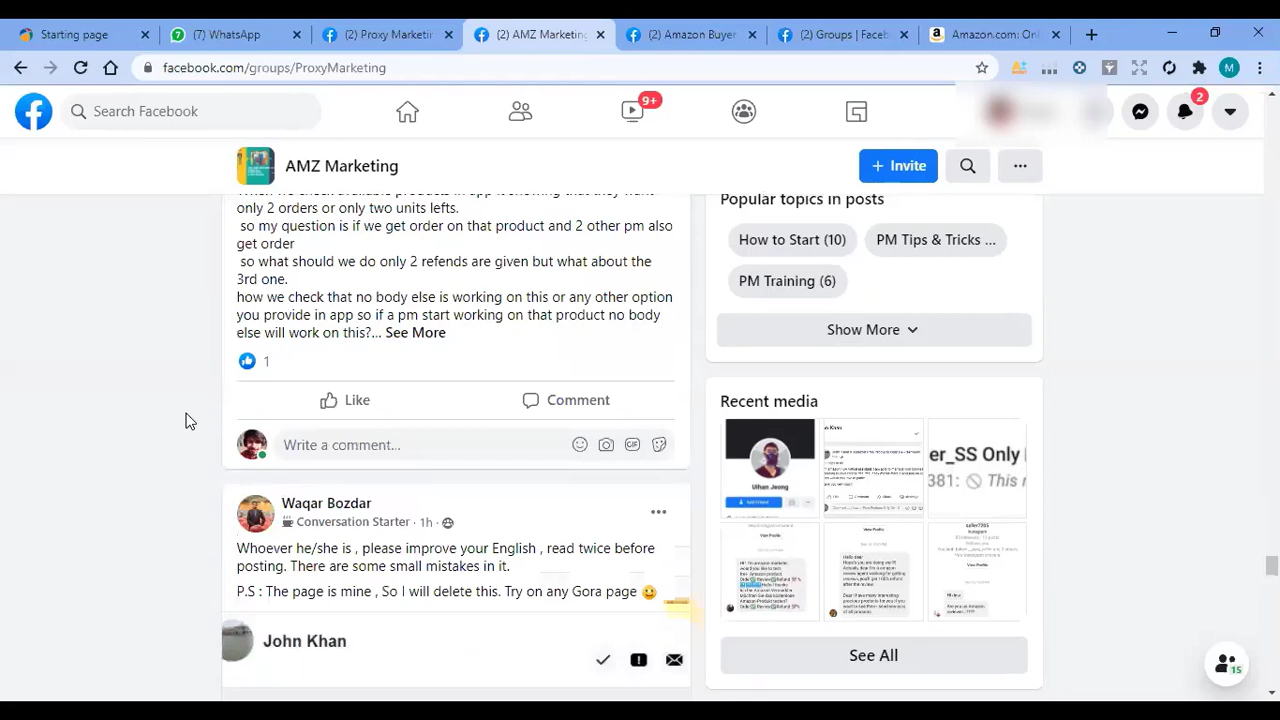 Starting page
(7) WhatsApp
(2) Proxy Marketin
(2) AMZ Marketing
(2) Amazon Buyer
(2) Groups | Faceb
Amazon.com: Onl
facebook.com/groups/ProxyMarketing
M
Search Facebook
9+
2
AMZ Marketing
+ Invite
only 2 orders or only two units lefts.
so my question is if we get order on that product and 2 other pm also
get order
so what should we do only 2 refends are given but what about the
3rd one.
how we check that no body else is working on this or any other option
you provide in app so if a pm start working on that product no body
else will work on this?... See More
1
Like
Comment
Write a comment...
GIF
Waqar Bozdar
Conversation Starter · 1h ·
Whoever he/she is , please improve your English read twice before
posting. There are some small mistakes in it.
P.S : This page is mine , So I will delete this. Try on any Gora page
John Khan
Popular topics in posts
How to Start (10)
PM Tips & Tricks ...
PM Training (6)
Show More
Recent media
Ulhan Jeong
er_SS Only
381:
This
View Profile
View Profile
View Profile
See All
15